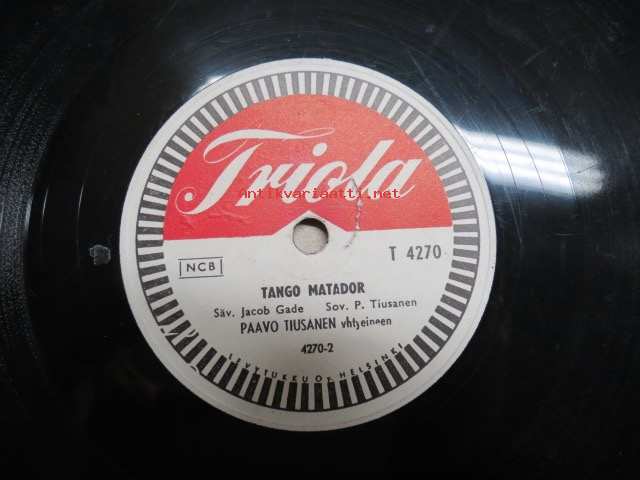 Triola
antikvariaatti.net
NCB
T 4270
TANGO MATADOR
Säv. Jacob Gade Sov. P. Tiusanen
PAAVO TIUSANEN yhtyeineen
4270-2
LEVYTUKKU OY. HELSINKI